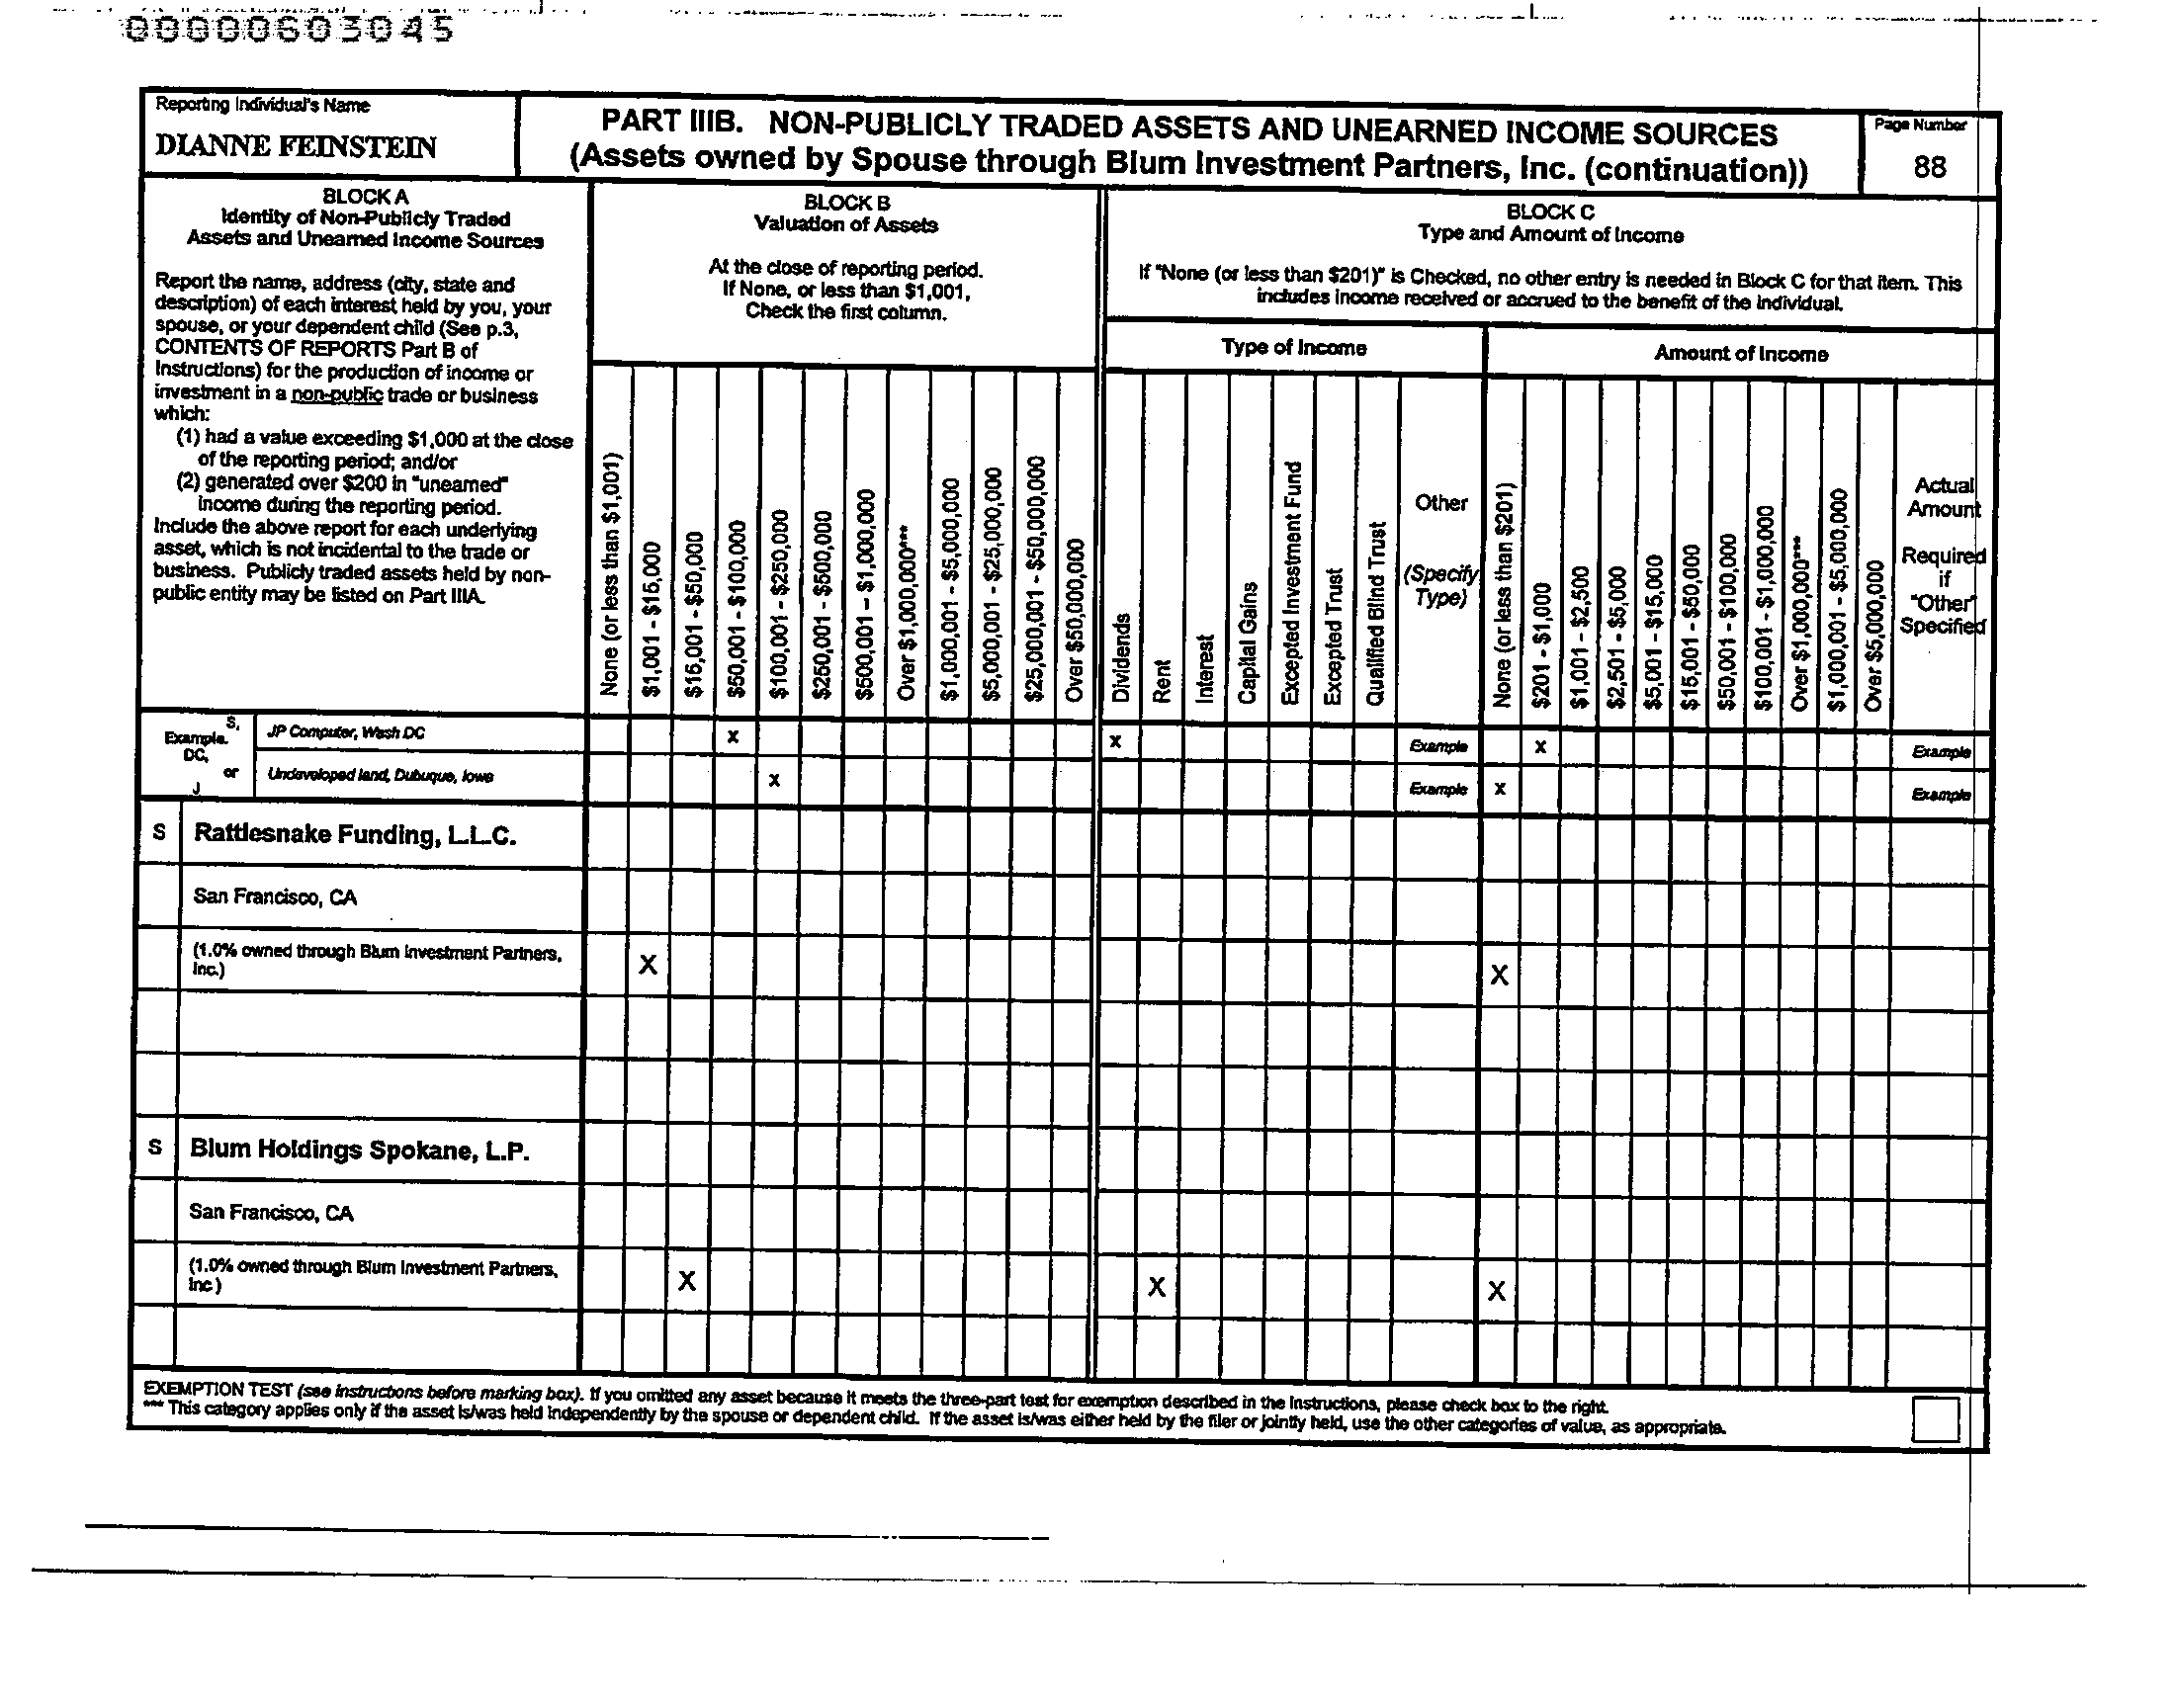 00000603045
Reporting Individual's Name
DIANNE FEINSTEIN
PART IIIB. NON-PUBLICLY TRADED ASSETS AND UNEARNED INCOME SOURCES
(Assets owned by Spouse through Blum Investment Partners, Inc. (continuation))
Page Number
88
BLOCK A
Identity of Non-Publicly Traded
Assets and Unearned Income Sources
Report the name, address (city, state and
description) of each interest held by you, your
spouse, or your dependent child (See p.3,
CONTENTS OF REPORTS Part B of
Instructions) for the production of income or
investment in a non-public trade or business
which:
(1) had a value exceeding $1,000 at the close
of the reporting period; and/or
(2) generated over $200 in "unearned"
income during the reporting period.
Include the above report for each underlying
asset, which is not incidental to the trade or
business. Publicly traded assets held by non-
public entity may be listed on Part IIIA.
BLOCK B
Valuation of Assets
At the close of reporting period.
If None, or less than $1,001,
Check the first column.
None (or less than $1,001)
$1,001 - $15,000
$15,001 - $50,000
$50,001 - $100,000
$100,001 - $250,000
$250,001 - $500,000
$500,001 - $1,000,000
Over $1,000,000***
$1,000,001 - $5,000,000
$5,000,001 - $25,000,000
$25,000,001 - $50,000,000
Over $50,000,000
BLOCK C
Type and Amount of Income
If "None (or less than $201)" is Checked, no other entry is needed in Block C for that item. This
includes income received or accrued to the benefit of the individual.
Type of Income
Amount of Income
Dividends
Rent
Interest
Capital Gains
Excepted Investment Fund
Excepted Trust
Qualified Blind Trust
Other
(Specify
Type)
None (or less than $201)
$201 - $1,000
$1,001 - $2,500
$2,501 - $5,000
$5,001 - $15,000
$15,001 - $50,000
$50,001 - $100,000
$100,001 - $1,000,000
Over $1,000,000***
$1,000,001 - $5,000,000
Over $5,000,000
Actual
Amount
Required
if
"Other"
Specified
Example. S,
DC,
or
J
JP Computer, Wash DC x x Example x Example
Undeveloped land, Dubuque, Iowa x Example x Example
S Rattlesnake Funding, L.L.C.
San Francisco, CA
(1.0% owned through Blum Investment Partners,
Inc.) X X
S Blum Holdings Spokane, L.P.
San Francisco, CA
(1.0% owned through Blum Investment Partners,
Inc ) X X X
EXEMPTION TEST (see instructions before marking box). If you omitted any asset because it meets the three-part test for exemption described in the instructions, please check box to the right.
*** This category applies only if the asset is/was held independently by the spouse or dependent child. If the asset is/was either held by the filer or jointly held, use the other categories of value, as appropriate.